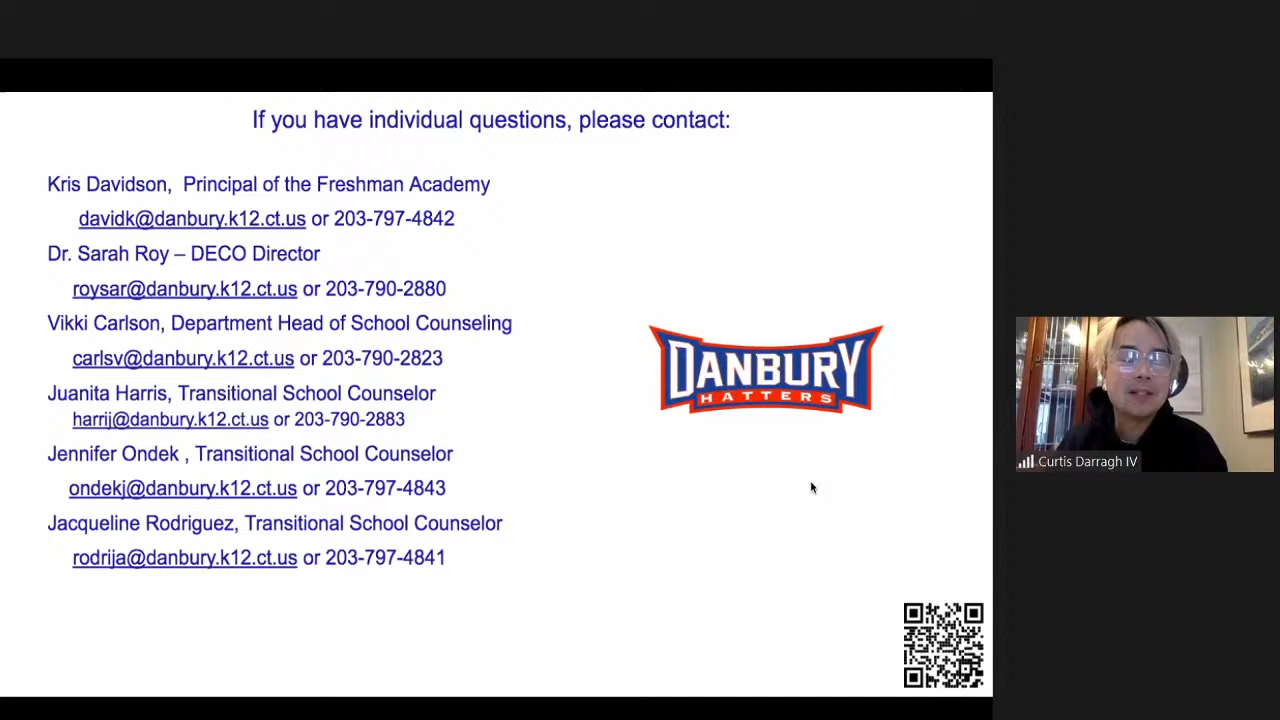 If you have individual questions, please contact:
Kris Davidson,  Principal of the Freshman Academy
davidk@danbury.k12.ct.us or 203-797-4842
Dr. Sarah Roy – DECO Director
roysar@danbury.k12.ct.us or 203-790-2880
Vikki Carlson, Department Head of School Counseling
carlsv@danbury.k12.ct.us or 203-790-2823
Juanita Harris, Transitional School Counselor
harrij@danbury.k12.ct.us or 203-790-2883
Jennifer Ondek , Transitional School Counselor
ondekj@danbury.k12.ct.us or 203-797-4843
Jacqueline Rodriguez, Transitional School Counselor
rodrija@danbury.k12.ct.us or 203-797-4841
DANBURY
HATTERS
Curtis Darragh IV